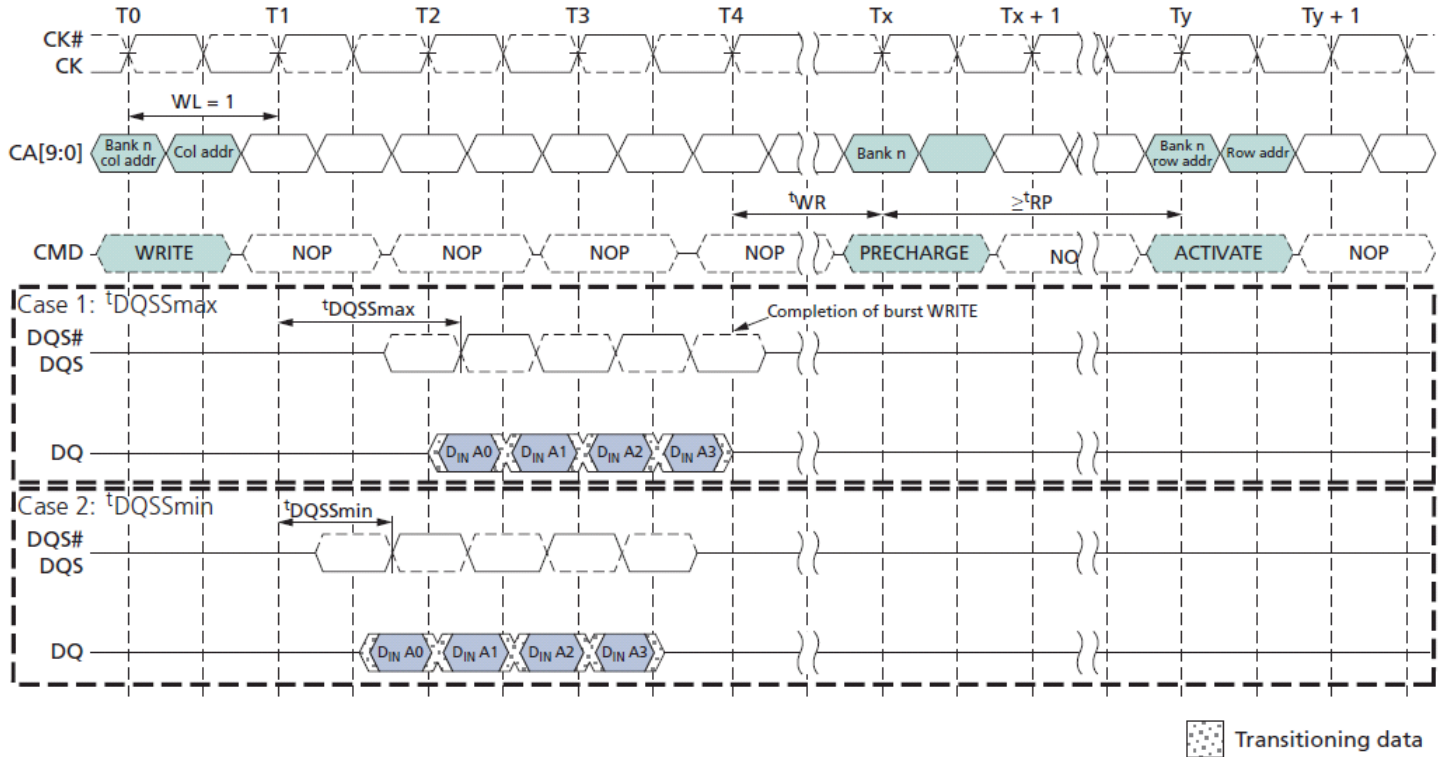 T0 T1 T2 T3 T4 Tx Tx + 1 Ty Ty + 1
CK#
CK
WL = 1
CA[9:0] Bank n col addr Col addr Bank n Bank n row addr Row addr
tWR ≥tRP
CMD WRITE NOP NOP NOP NOP PRECHARGE NO ACTIVATE NOP
Case 1: tDQSSmax
tDQSSmax Completion of burst WRITE
DQS#
DQS
DQ DIN A0 DIN A1 DIN A2 DIN A3
Case 2: tDQSSmin
tDQSSmin
DQS#
DQS
DQ DIN A0 DIN A1 DIN A2 DIN A3
Transitioning data